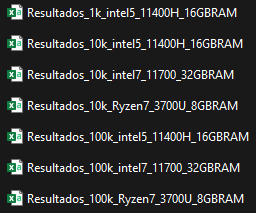 Resultados_1k_intel5_11400H_16GBRAM
Resultados_10k_intel5_11400H_16GBRAM
Resultados_10k_intel7_11700_32GBRAM
Resultados_10k_Ryzen7_3700U_8GBRAM
Resultados_100k_intel5_11400H_16GBRAM
Resultados_100k_intel7_11700_32GBRAM
Resultados_100k_Ryzen7_3700U_8GBRAM